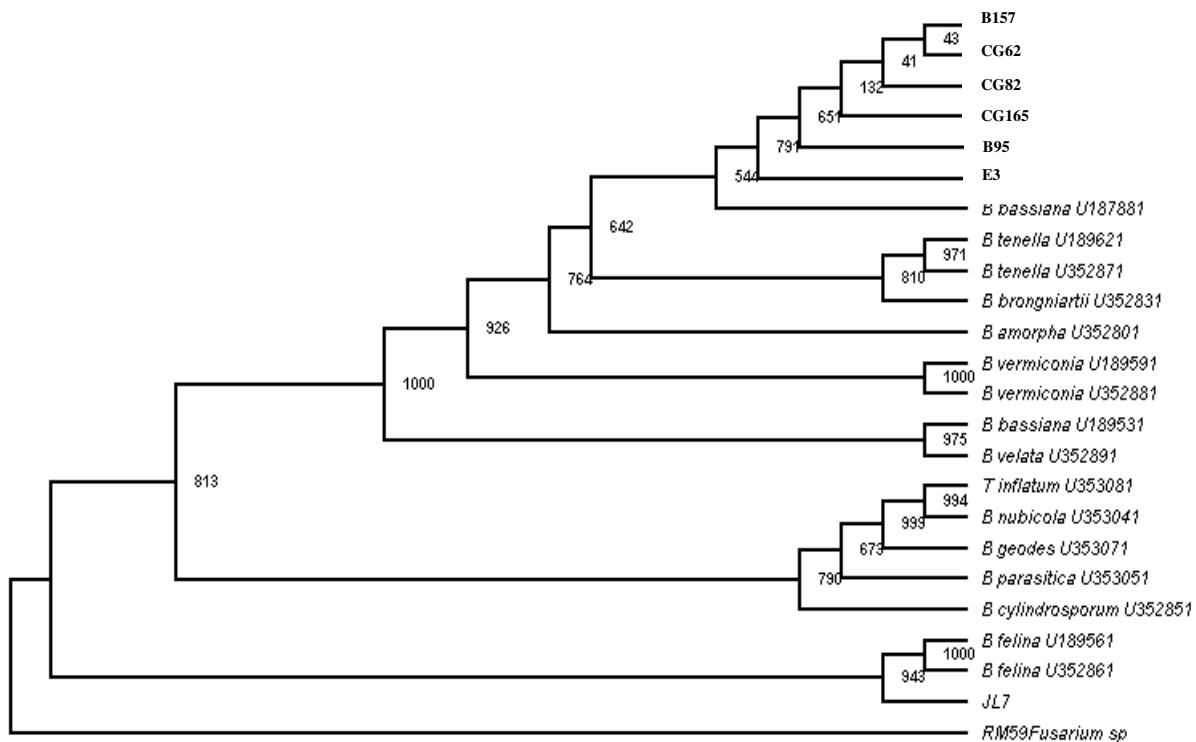 B157
43
CG62
41
CG82
132
CG165
651
B95
791
E3
544
B bassiana U187881
642
B tenella U189621
971
B tenella U352871
764
810
B brongniartii U352831
926
B amorpha U352801
B vermiconia U189591
1000
1000
B vermiconia U352881
B bassiana U189531
975
B velata U352891
813
T inflatum U353081
994
B nubicola U353041
999
B geodes U353071
673
B parasitica U353051
790
B cylindrosporum U352851
B felina U189561
1000
B felina U352861
943
JL7
RM59Fusarium sp